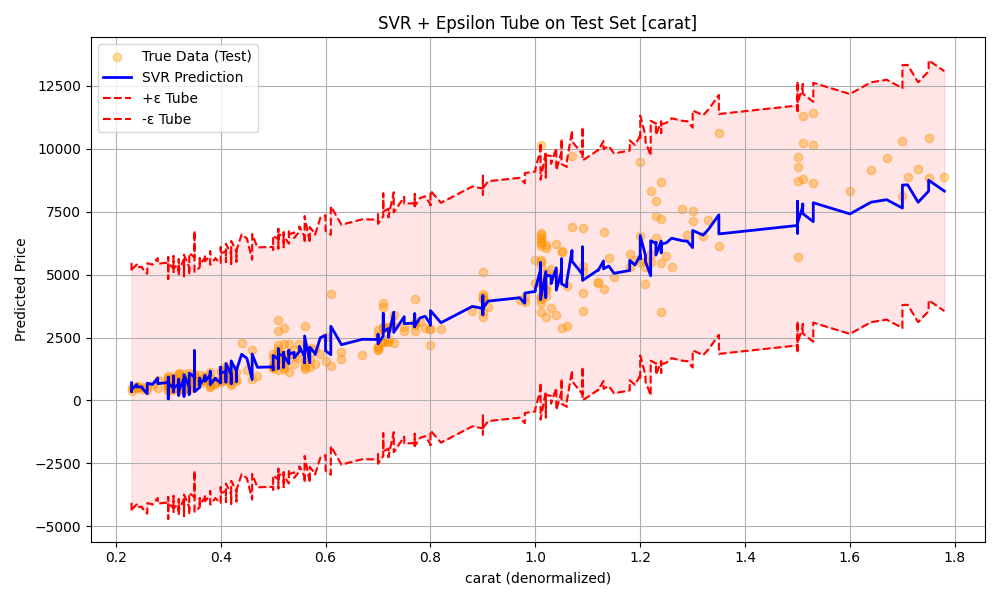 SVR + Epsilon Tube on Test Set [carat]
True Data (Test)
SVR Prediction
+ε Tube
-ε Tube
Predicted Price
12500
10000
7500
5000
2500
0
−2500
−5000
0.2 0.4 0.6 0.8 1.0 1.2 1.4 1.6 1.8
carat (denormalized)